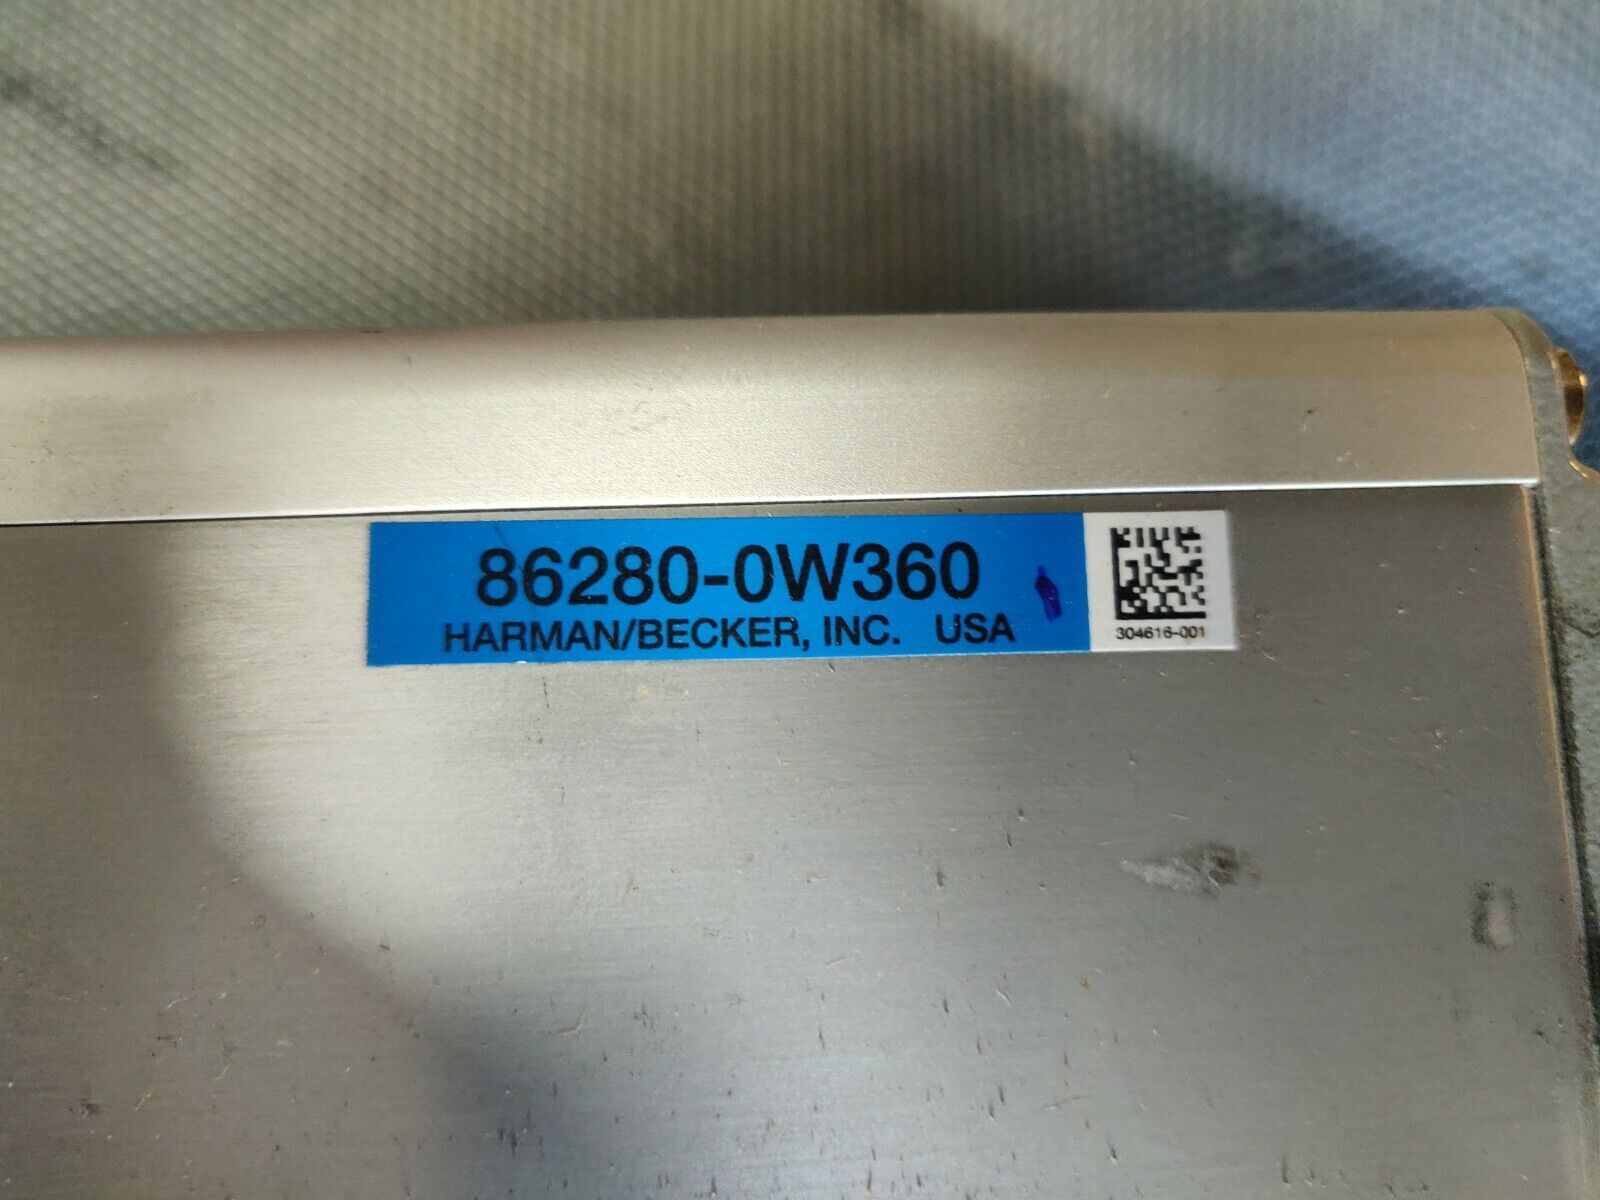 86280-0W360
HARMAN/BECKER, INC. USA
304616-001